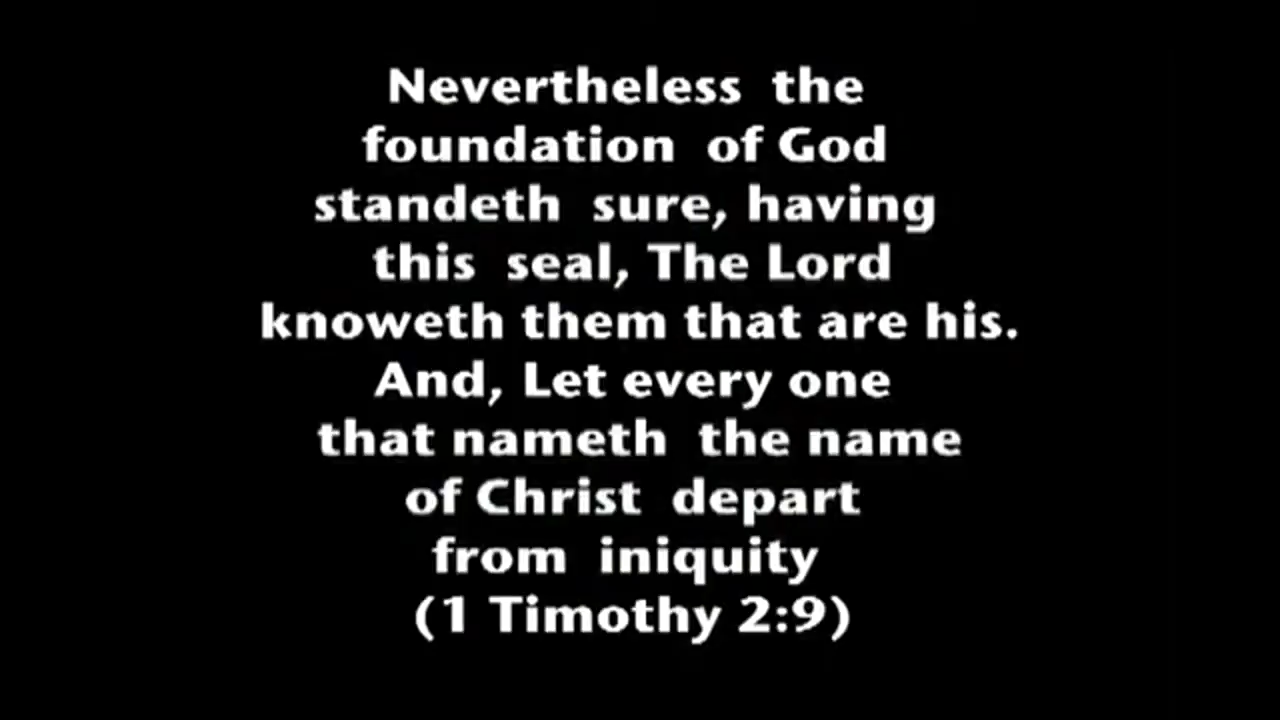 Nevertheless the
foundation of God
standeth sure, having
this seal, The Lord
knoweth them that are his.
And, Let every one
that nameth the name
of Christ depart
from iniquity
(1 Timothy 2:9)